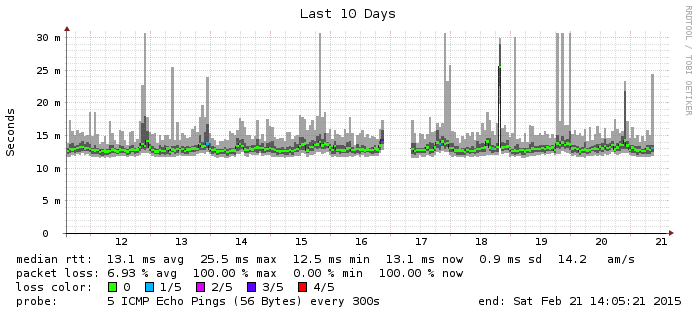 Last 10 Days
RRDTOOL / TOBI OETIKER
Seconds
30 m
25 m
20 m
15 m
10 m
5 m
0
12 13 14 15 16 17 18 19 20 21
median rtt: 13.1 ms avg 25.5 ms max 12.5 ms min 13.1 ms now 0.9 ms sd 14.2 am/s
packet loss: 6.93 % avg 100.00 % max 0.00 % min 100.00 % now
loss color: 0 1/5 2/5 3/5 4/5
probe: 5 ICMP Echo Pings (56 Bytes) every 300s end: Sat Feb 21 14:05:21 2015